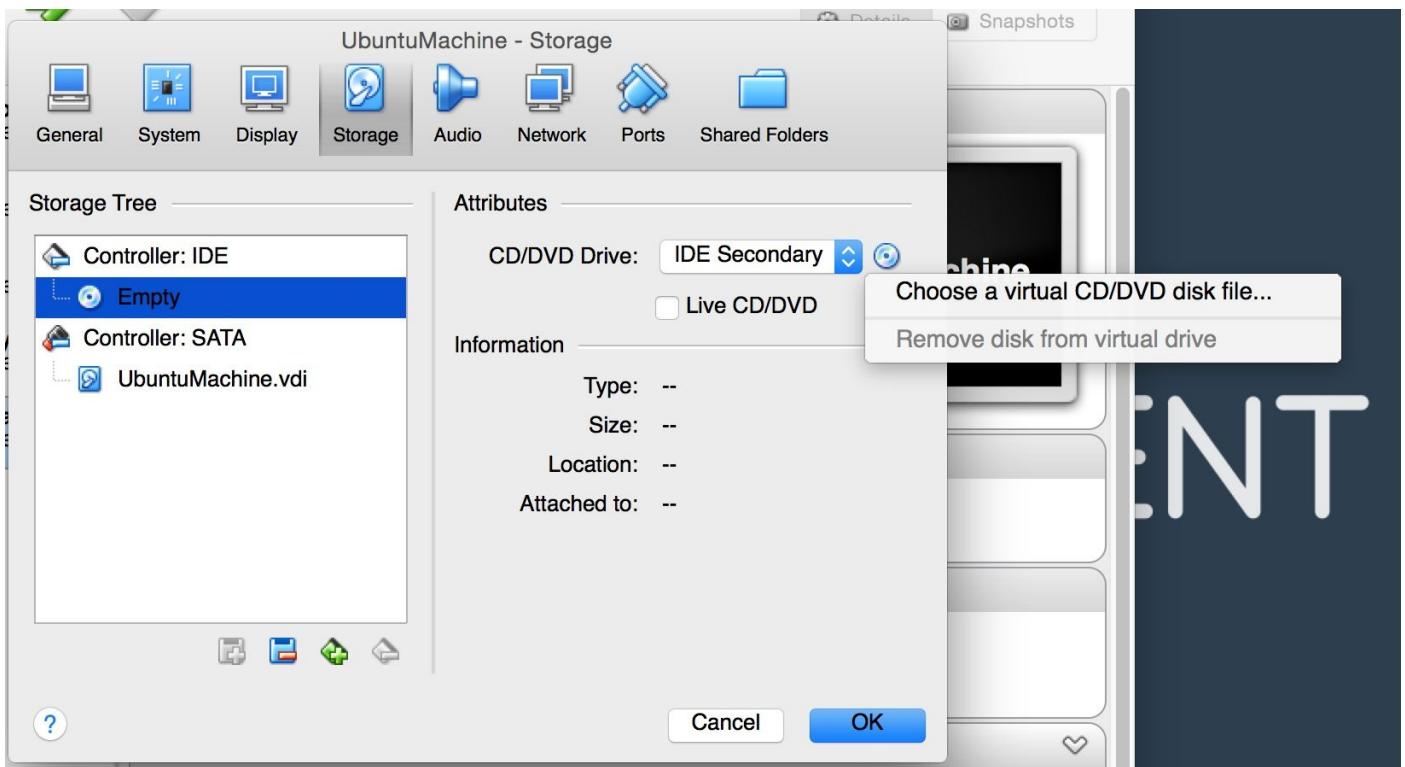 Details
Snapshots
UbuntuMachine - Storage
General
System
Display
Storage
Audio
Network
Ports
Shared Folders
Storage Tree
Controller: IDE
Empty
Controller: SATA
UbuntuMachine.vdi
Attributes
CD/DVD Drive:
IDE Secondary
Live CD/DVD
Choose a virtual CD/DVD disk file...
Remove disk from virtual drive
Information
Type: --
Size: --
Location: --
Attached to: --
?
Cancel
OK
chine
ENT